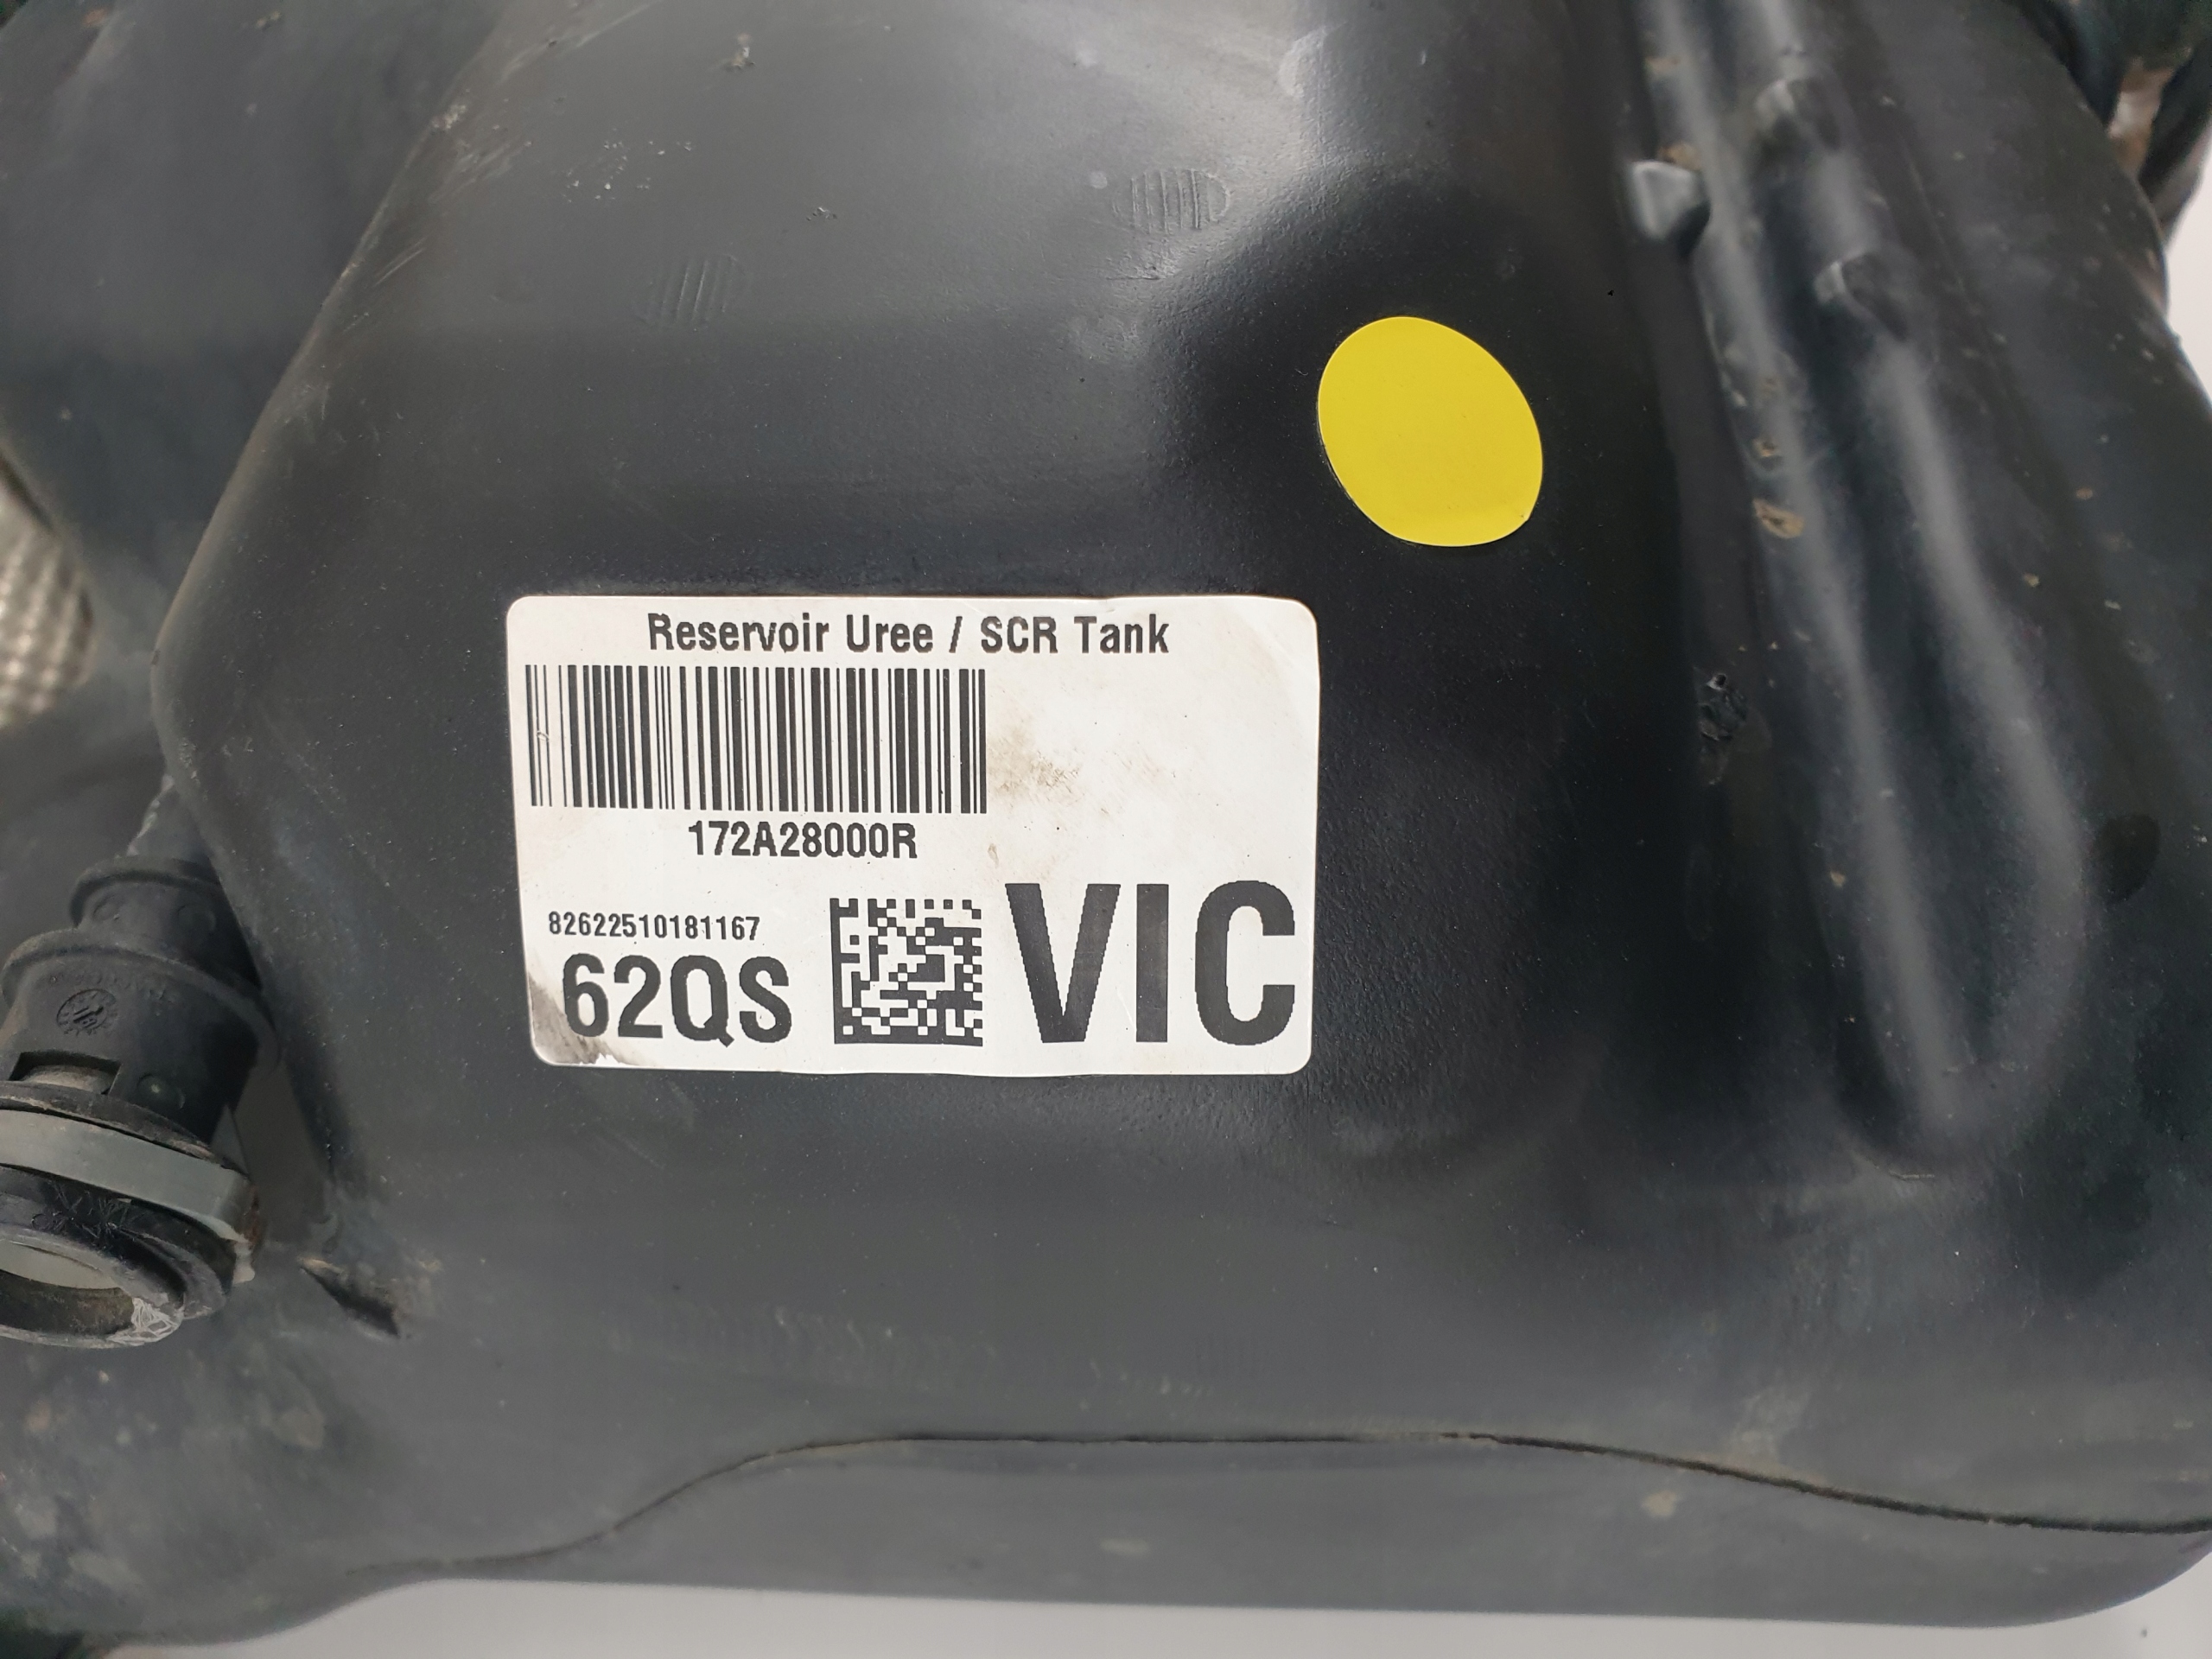 Reservoir Uree / SCR Tank
172A28000R
82622510181167
62QS
VIC